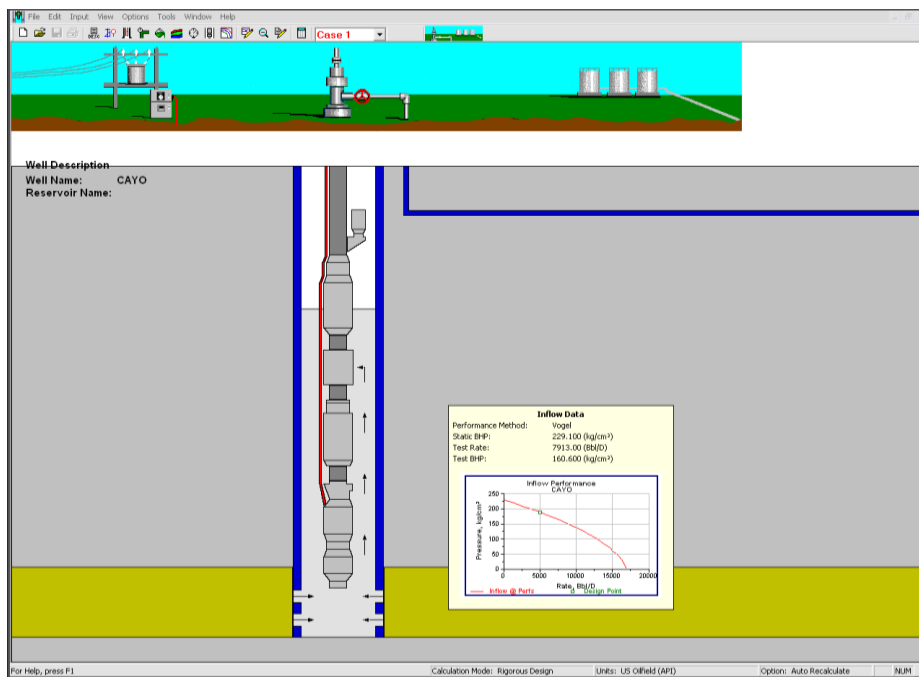 File Edit Input View Options Tools Window Help
Case 1
Well Description
Well Name: CAYO
Reservoir Name:
Inflow Data
Performance Method: Vogel
Static BHP: 229.100 (kg/cm²)
Test Rate: 7913.00 (Bbl/D)
Test BHP: 160.600 (kg/cm²)
Inflow Performance
CAYO
Pressure, kg/cm²
250
200
150
100
50
0
0 5000 10000 15000 20000
Rate, Bbl/D
Inflow @ Perfs Design Point
For Help, press F1 Calculation Mode: Rigorous Design Units: US Oilfield (API) Option: Auto Recalculate NUM